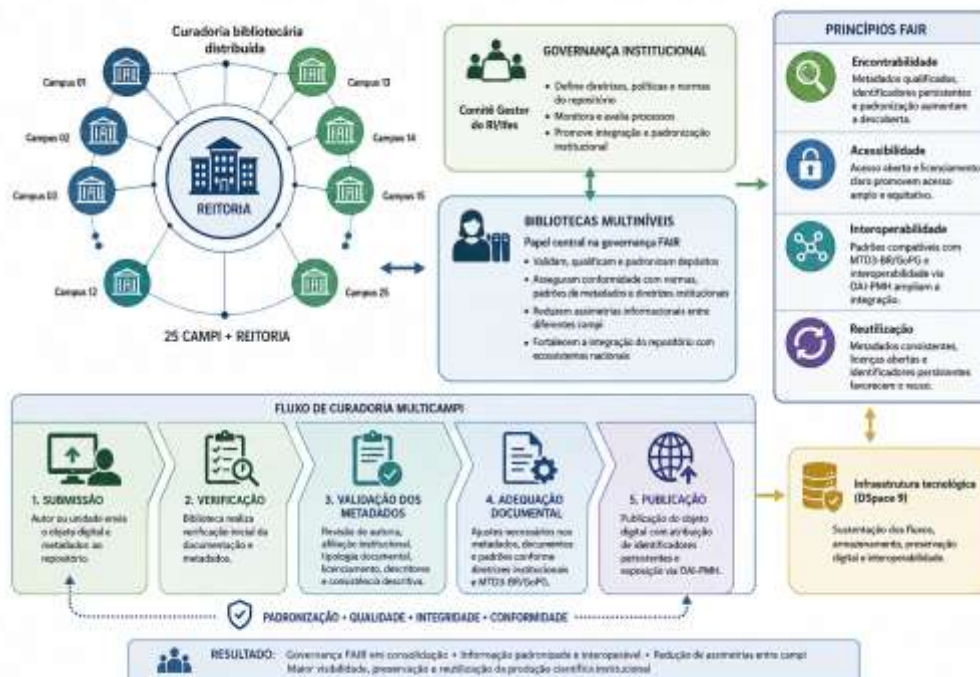 Curadoria bibliotecária
distribuída
Campus 01
Campus 02
Campus 03
Campus 12
Campus 13
Campus 14
Campus 15
Campus 25
REITORIA
25 CAMPI + REITORIA
GOVERNANÇA INSTITUCIONAL
Comitê Gestor
do RI/Ifes
• Define diretrizes, políticas e normas
do repositório
• Monitora e avalia processos
• Promove integração e padronização
institucional
BIBLIOTECAS MULTINÍVEIS
Papel central na governança FAIR
• Validam, qualificam e padronizam depósitos
• Asseguram conformidade com normas,
padrões de metadados e diretrizes institucionais
• Reduzem assimetrias informacionais entre
diferentes campi
• Fortalecem a integração do repositório com
ecossistemas nacionais
PRINCÍPIOS FAIR
Encontrabilidade
Metadados qualificados,
identificadores persistentes
e padronização aumentam
a descoberta.
Acessibilidade
Acesso aberto e licenciamento
claro promovem acesso
amplo e equitativo.
Interoperabilidade
Padrões compatíveis com
MTD3-BR/GoPG e
interoperabilidade via
OAI-PMH ampliam a
integração.
Reutilização
Metadados consistentes,
licenças abertas e
identificadores persistentes
favorecem o reuso.
FLUXO DE CURADORIA MULTICAMPI
1. SUBMISSÃO
Autor ou unidade envia
o objeto digital e
metadados ao
repositório.
2. VERIFICAÇÃO
Biblioteca realiza
verificação inicial da
documentação e
metadados.
3. VALIDAÇÃO DOS
METADADOS
Revisão de autoria,
afiliação institucional,
tipologia documental,
licenciamento, descritores
e consistência descritiva.
4. ADEQUAÇÃO
DOCUMENTAL
Ajustes necessários nos
metadados, documentos
e padrões conforme
diretrizes institucionais
e MTD3-BR/GoPG.
5. PUBLICAÇÃO
Publicação do objeto
digital com atribuição
de identificadores
persistentes e
exposição via OAI-PMH.
Infraestrutura tecnológica
(DSpace 9)
Sustentação dos fluxos,
armazenamento, preservação
digital e interoperabilidade.
PADRONIZAÇÃO • QUALIDADE • INTEGRIDADE • CONFORMIDADE
RESULTADO: Governança FAIR em consolidação • Informação padronizada e interoperável • Redução de assimetrias entre campi
Maior visibilidade, preservação e reutilização da produção científica institucional